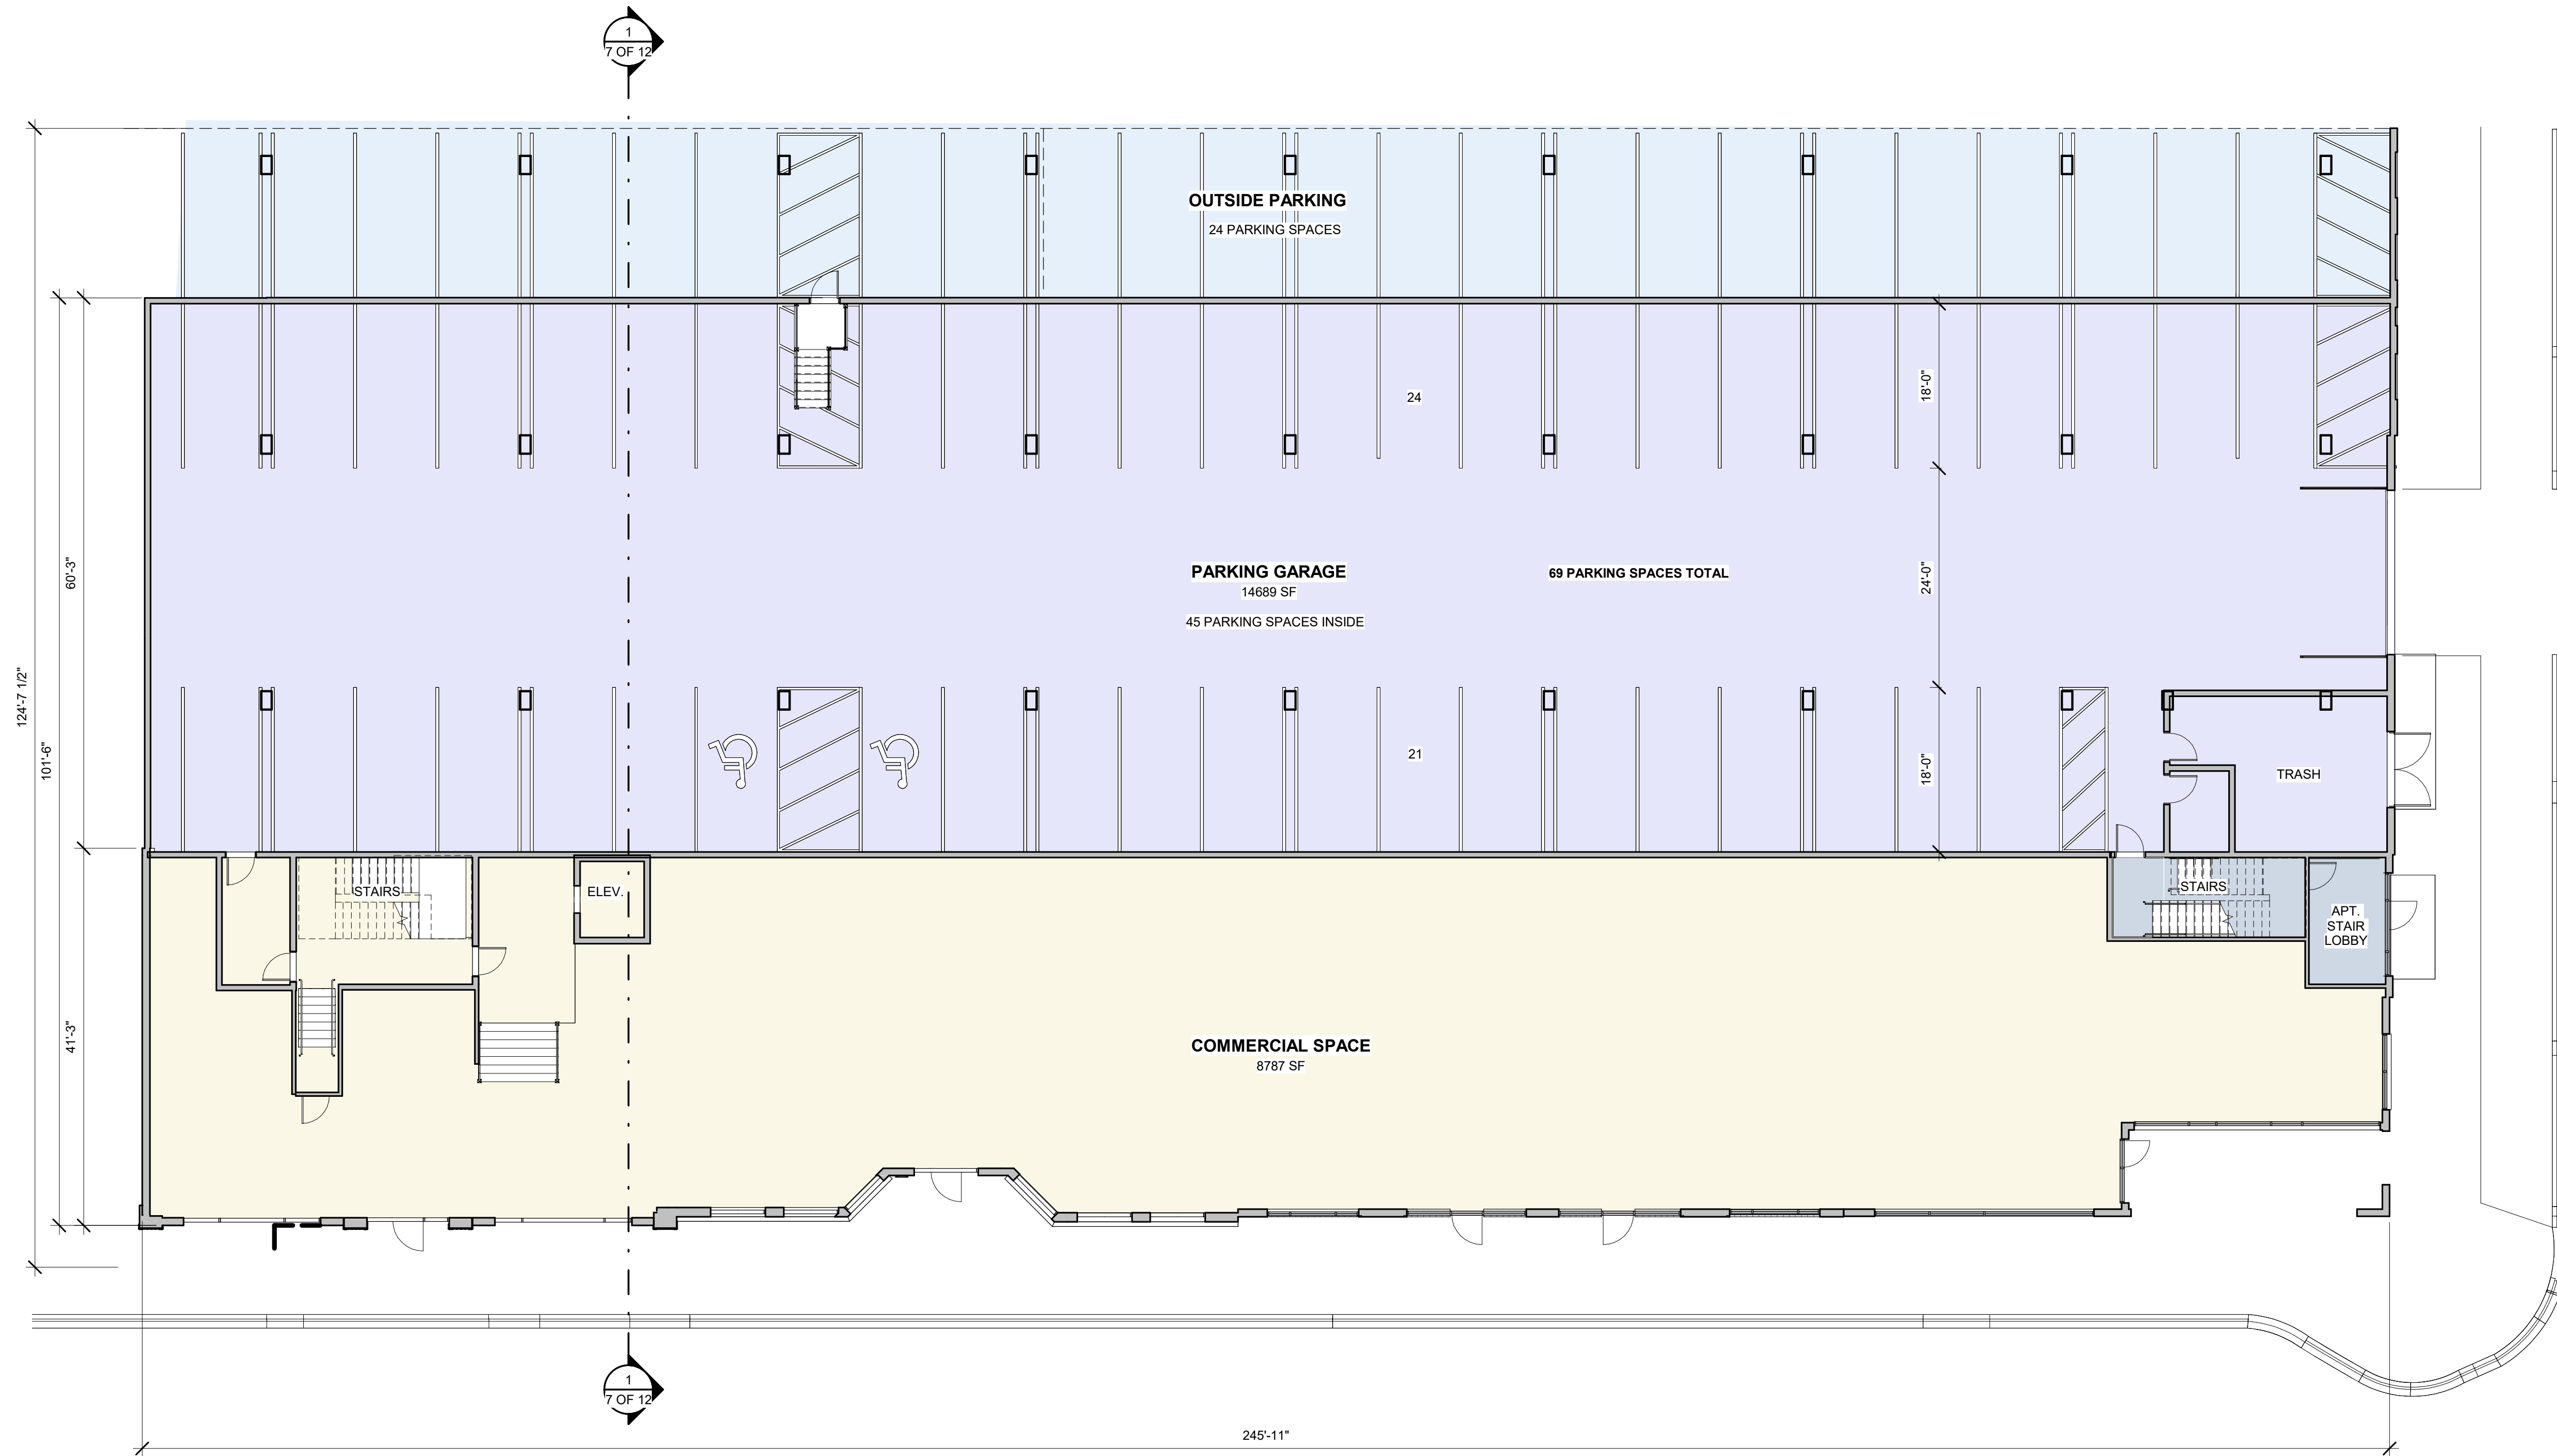 1
7 OF 12
OUTSIDE PARKING
24 PARKING SPACES
24
18'-0"
60'-3"
PARKING GARAGE
14689 SF
45 PARKING SPACES INSIDE
69 PARKING SPACES TOTAL
24'-0"
124'-7 1/2"
101'-6"
21
18'-0"
TRASH
STAIRS
ELEV.
STAIRS
APT.
STAIR
LOBBY
41'-3"
COMMERCIAL SPACE
8787 SF
1
7 OF 12
245'-11"